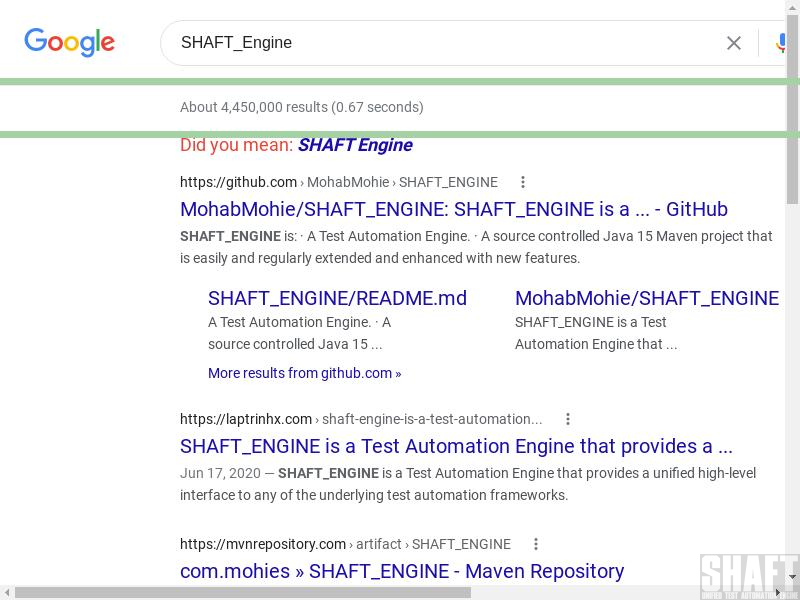 Google
SHAFT_Engine
About 4,450,000 results (0.67 seconds)
Did you mean: SHAFT Engine
https://github.com › MohabMohie › SHAFT_ENGINE
MohabMohie/SHAFT_ENGINE: SHAFT_ENGINE is a ... - GitHub
SHAFT_ENGINE is: · A Test Automation Engine. · A source controlled Java 15 Maven project that
is easily and regularly extended and enhanced with new features.
SHAFT_ENGINE/README.md
A Test Automation Engine. · A
source controlled Java 15 ...
MohabMohie/SHAFT_ENGINE
SHAFT_ENGINE is a Test
Automation Engine that ...
More results from github.com »
https://laptrinhx.com › shaft-engine-is-a-test-automation...
SHAFT_ENGINE is a Test Automation Engine that provides a ...
Jun 17, 2020 — SHAFT_ENGINE is a Test Automation Engine that provides a unified high-level
interface to any of the underlying test automation frameworks.
https://mvnrepository.com › artifact › SHAFT_ENGINE
com.mohies » SHAFT_ENGINE - Maven Repository
SHAFT
UNIFIED TEST AUTOMATION ENGINE